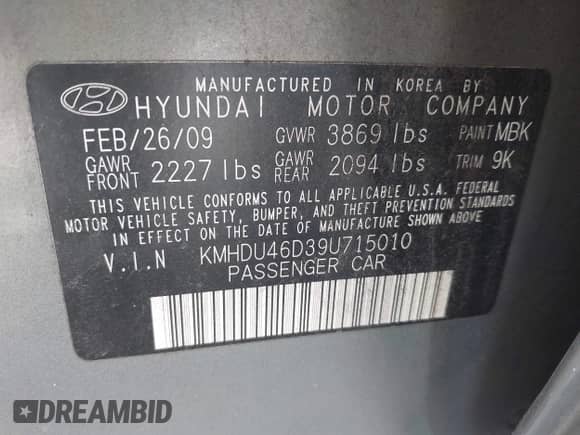 MANUFACTURED IN KOREA BY
HYUNDAI MOTOR COMPANY
FEB/26/09 GVWR 3869 lbs PAINT MBK
GAWR FRONT 2227 lbs GAWR REAR 2094 lbs TRIM 9K
THIS VEHICLE CONFORMS TO ALL APPLICABLE U.S.A. FEDERAL
MOTOR VEHICLE SAFETY, BUMPER, AND THEFT PREVENTION STANDARDS
IN EFFECT ON THE DATE OF MANUFACTURE SHOWN ABOVE
V.I.N KMHDU46D39U715010
PASSENGER CAR
DREAMBID